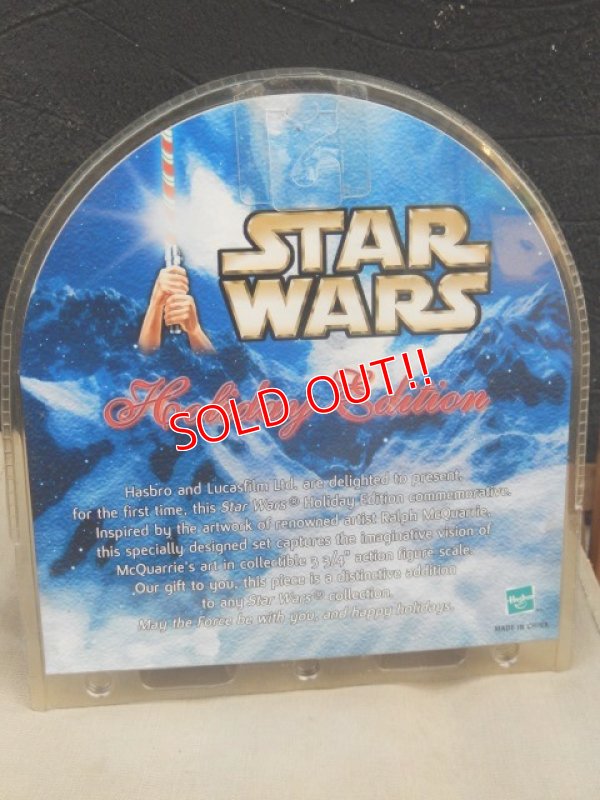 STAR
WARS
Holiday Edition
SOLD OUT!!
Hasbro and Lucasfilm Ltd. are delighted to present,
for the first time, this Star Wars® Holiday Edition commemorative.
Inspired by the artwork of renowned artist Ralph McQuarrie,
this specially designed set captures the imaginative vision of
McQuarrie's art in collectible 3 3/4" action figure scale.
Our gift to you, this piece is a distinctive addition
to any Star Wars® collection.
May the Force be with you, and happy holidays.
Hasbro
MADE IN CHINA